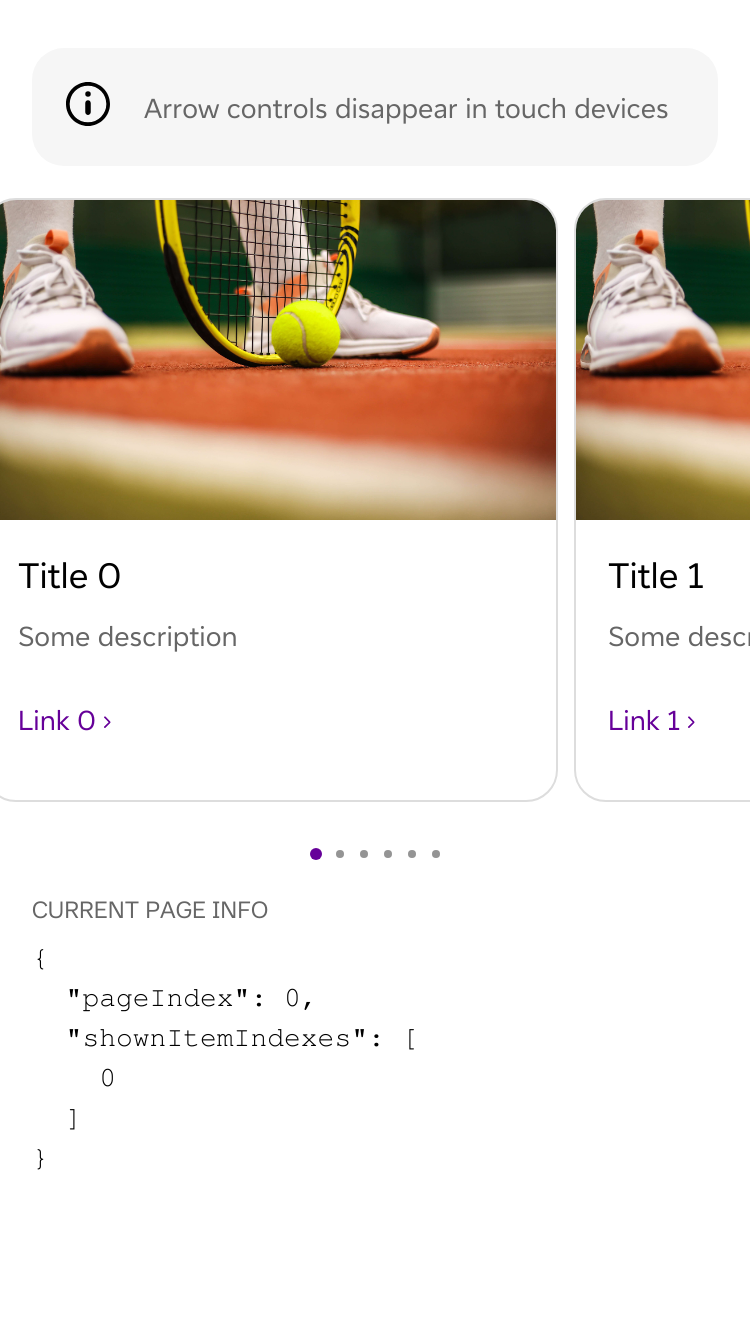 Arrow controls disappear in touch devices
Title 0
Some description
Link 0 ›
Title 1
Some descr
Link 1 ›
CURRENT PAGE INFO
{
  "pageIndex": 0,
  "shownItemIndexes": [
    0
  ]
}